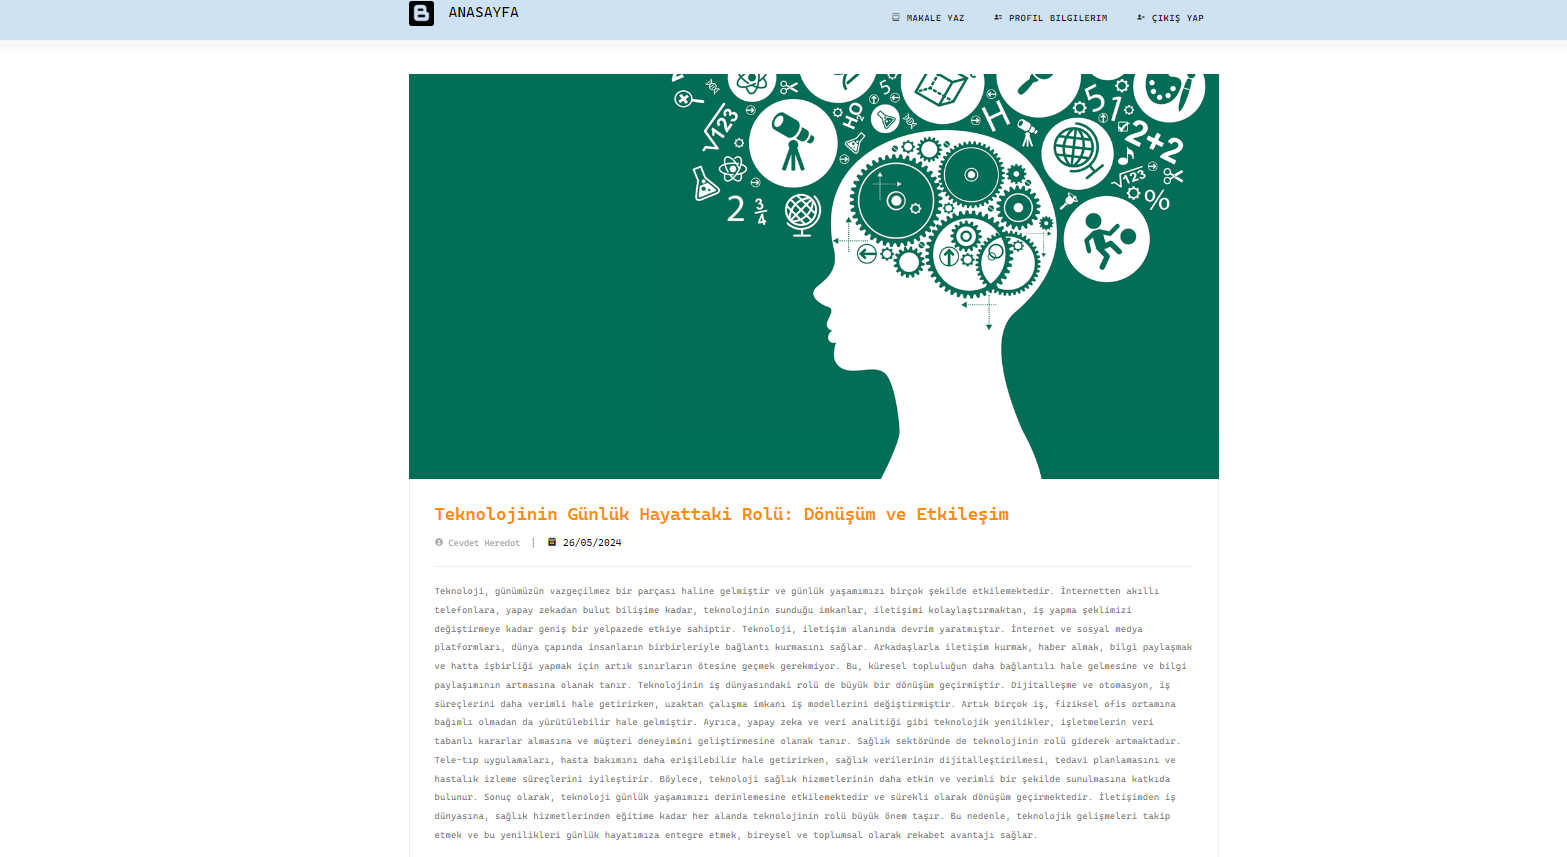 ANASAYFA
MAKALE YAZ
PROFIL BILGILERIM
ÇIKIŞ YAP
5
51
√123
H₂O
H
2+2
√123
%
2 3/4
Teknolojinin Günlük Hayattaki Rolü: Dönüşüm ve Etkileşim
Cevdet Heredot | 26/05/2024
Teknoloji, günümüzün vazgeçilmez bir parçası haline gelmiştir ve günlük yaşamımızı birçok şekilde etkilemektedir. İnternetten akıllı
telefonlara, yapay zekadan bulut bilişime kadar, teknolojinin sunduğu imkanlar, iletişimi kolaylaştırmaktan, iş yapma şeklimizi
değiştirmeye kadar geniş bir yelpazede etkiye sahiptir. Teknoloji, iletişim alanında devrim yaratmıştır. İnternet ve sosyal medya
platformları, dünya çapında insanların birbirleriyle bağlantı kurmasını sağlar. Arkadaşlarla iletişim kurmak, haber almak, bilgi paylaşmak
ve hatta işbirliği yapmak için artık sınırların ötesine geçmek gerekmiyor. Bu, küresel topluluğun daha bağlantılı hale gelmesine ve bilgi
paylaşımının artmasına olanak tanır. Teknolojinin iş dünyasındaki rolü de büyük bir dönüşüm geçirmiştir. Dijitalleşme ve otomasyon, iş
süreçlerini daha verimli hale getirirken, uzaktan çalışma imkanı iş modellerini değiştirmiştir. Artık birçok iş, fiziksel ofis ortamına
bağımlı olmadan da yürütülebilir hale gelmiştir. Ayrıca, yapay zeka ve veri analitiği gibi teknolojik yenilikler, işletmelerin veri
tabanlı kararlar almasına ve müşteri deneyimini geliştirmesine olanak tanır. Sağlık sektöründe de teknolojinin rolü giderek artmaktadır.
Tele-tıp uygulamaları, hasta bakımını daha erişilebilir hale getirirken, sağlık verilerinin dijitalleştirilmesi, tedavi planlamasını ve
hastalık izleme süreçlerini iyileştirir. Böylece, teknoloji sağlık hizmetlerinin daha etkin ve verimli bir şekilde sunulmasına katkıda
bulunur. Sonuç olarak, teknoloji günlük yaşamımızı derinlemesine etkilemektedir ve sürekli olarak dönüşüm geçirmektedir. İletişimden iş
dünyasına, sağlık hizmetlerinden eğitime kadar her alanda teknolojinin rolü büyük önem taşır. Bu nedenle, teknolojik gelişmeleri takip
etmek ve bu yenilikleri günlük hayatımıza entegre etmek, bireysel ve toplumsal olarak rekabet avantajı sağlar.